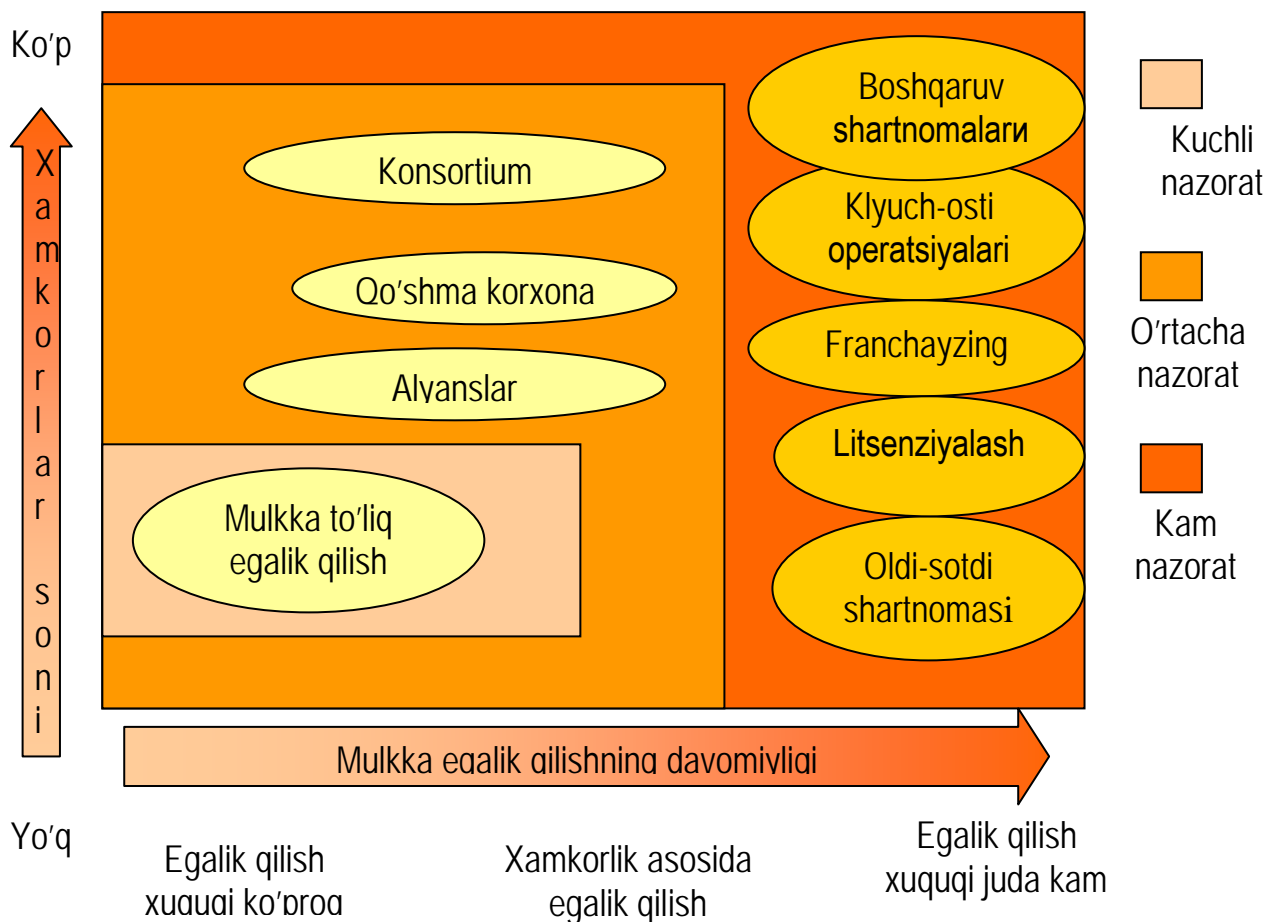 Ko'p
Xamkorlar soni
Yo'q
Konsortium
Qo'shma korxona
Alyanslar
Mulkka to'liq
egalik qilish
Boshqaruv
shartnomalarи
Klyuch-osti
operatsiyalari
Franchayzing
Litsenziyalash
Oldi-sotdi
shartnomasi
Kuchli
nazorat
O'rtacha
nazorat
Kam
nazorat
Mulkka egalik qilishning davomiyligi
Egalik qilish
xuquqi ko'proq
Xamkorlik asosida
egalik qilish
Egalik qilish
xuquqi juda kam